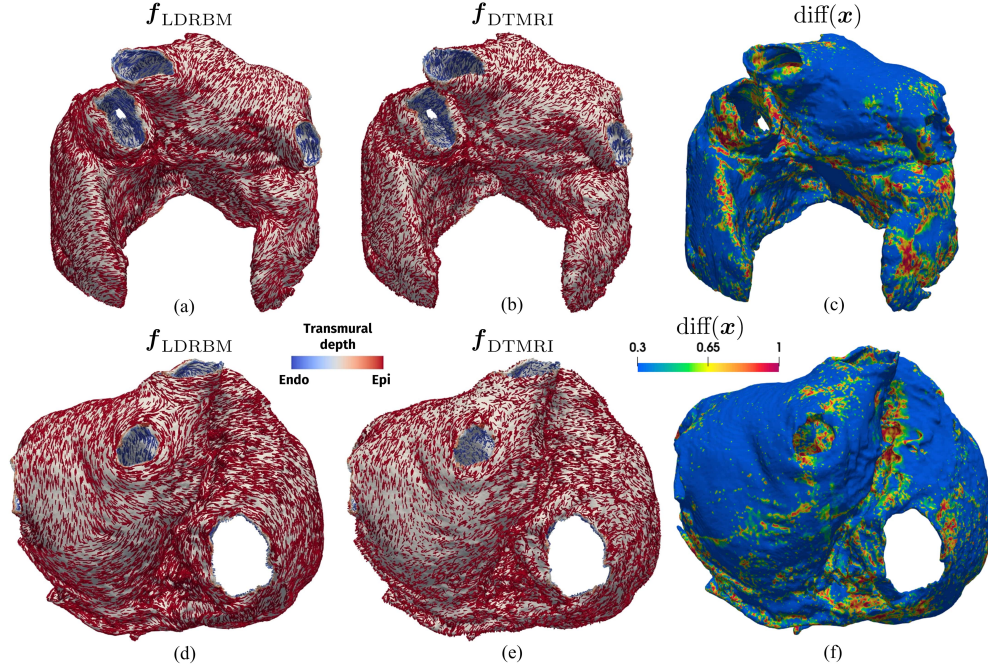 f_LDRBM f_DTMRI diff(x)
(a) (b) (c)
f_LDRBM Transmural depth f_DTMRI diff(x)
Endo Epi 0.3 0.65 1
(d) (e) (f)